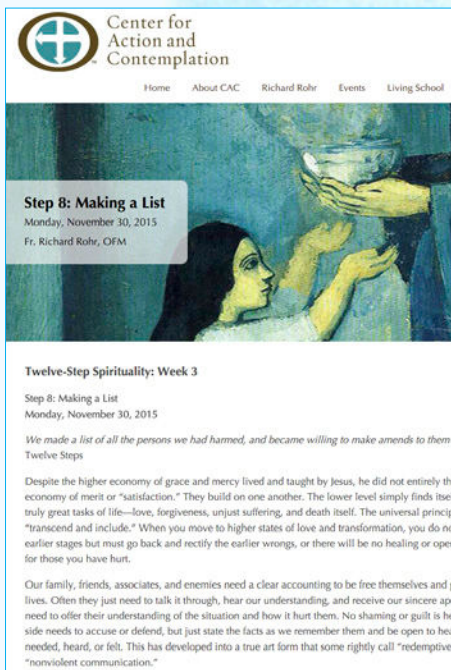 Center for
Action and
Contemplation
Home About CAC Richard Rohr Events Living School
Step 8: Making a List
Monday, November 30, 2015
Fr. Richard Rohr, OFM
Twelve-Step Spirituality: Week 3
Step 8: Making a List
Monday, November 30, 2015
We made a list of all the persons we had harmed, and became willing to make amends to them
Twelve Steps
Despite the higher economy of grace and mercy lived and taught by Jesus, he did not entirely th
economy of merit or “satisfaction.” They build on one another. The lower level simply finds itse
truly great tasks of life—love, forgiveness, unjust suffering, and death itself. The universal princip
“transcend and include.” When you move to higher states of love and transformation, you do no
earlier stages but must go back and rectify the earlier wrongs, or there will be no healing or oper
for those you have hurt.
Our family, friends, associates, and enemies need a clear accounting to be free themselves and g
lives. Often they just need to talk it through, hear our understanding, and receive our sincere apo
need to offer their understanding of the situation and how it hurt them. No shaming or guilt is he
side needs to accuse or defend, but just state the facts as we remember them and be open to hea
needed, heard, or felt. This has developed into a true art form that some rightly call “redemptive
“nonviolent communication.”